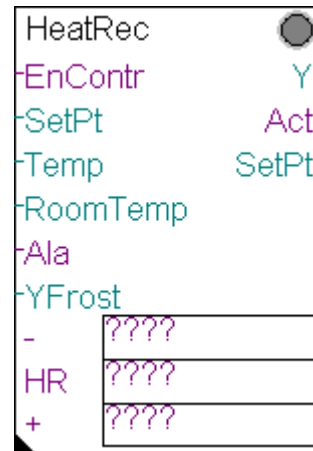 HeatRec
EnContr Y
SetPt Act
Temp SetPt
RoomTemp
Ala
YFrost
- ????
HR ????
+ ????